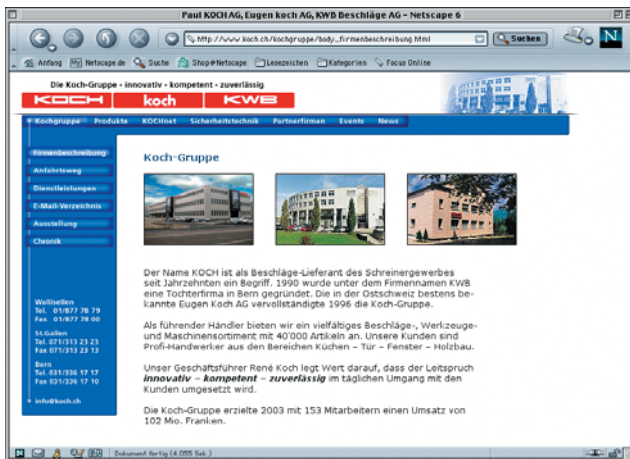 Paul KOCH AG, Eugen koch AG, KWB Beschläge AG – Netscape 6
http://www.koch.ch/kochgruppe/body_firmenbeschreibung.html
Suchen
N
Anfang My Netscape.de Suche Shop@Netscape Lesezeichen Kategorien Focus Online
Die Koch-Gruppe - innovativ - kompetent - zuverlässig
KOCH koch KWB
Kochgruppe Produkte KOCHnet Sicherheitstechnik Partnerfirmen Events News
Firmenbeschreibung
Anfahrtsweg
Dienstleistungen
E-Mail-Verzeichnis
Ausstellung
Chronik
Wallisellen
Tel. 01/877 78 79
Fax 01/877 78 00
St.Gallen
Tel. 071/313 23 23
Fax 071/313 23 13
Bern
Tel. 031/336 17 17
Fax 031/336 17 10
info@koch.ch
Koch-Gruppe
Der Name KOCH ist als Beschläge-Lieferant des Schreinergewerbes
seit Jahrzehnten ein Begriff. 1990 wurde unter dem Firmennamen KWB
eine Tochterfirma in Bern gegründet. Die in der Ostschweiz bestens be-
kannte Eugen Koch AG vervollständigte 1996 die Koch-Gruppe.
Als führender Händler bieten wir ein vielfältiges Beschläge-, Werkzeuge-
und Maschinensortiment mit 40'000 Artikeln an. Unsere Kunden sind
Profi-Handwerker aus den Bereichen Küchen – Tür – Fenster – Holzbau.
Unser Geschäftsführer René Koch legt Wert darauf, dass der Leitspruch
innovativ – kompetent – zuverlässig im täglichen Umgang mit den
Kunden umgesetzt wird.
Die Koch-Gruppe erzielte 2003 mit 153 Mitarbeitern einen Umsatz von
102 Mio. Franken.
Dokument fertig (4.055 Sek.)